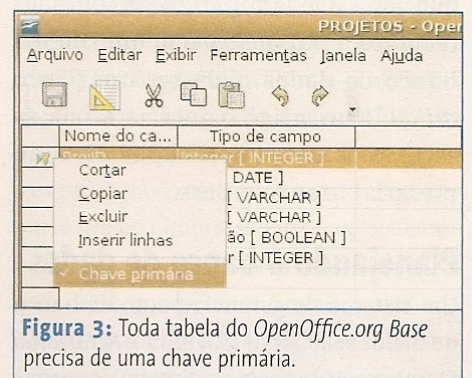 PROJETOS - Open
Arquivo Editar Exibir Ferramentas Janela Ajuda
Nome do ca... Tipo de campo
ProjID Integer [ INTEGER ]
Cortar
Copiar
Excluir
Inserir linhas
Chave primária
DATE ]
[ VARCHAR ]
[ VARCHAR ]
ão [ BOOLEAN ]
r [ INTEGER ]
Figura 3: Toda tabela do OpenOffice.org Base
precisa de uma chave primária.